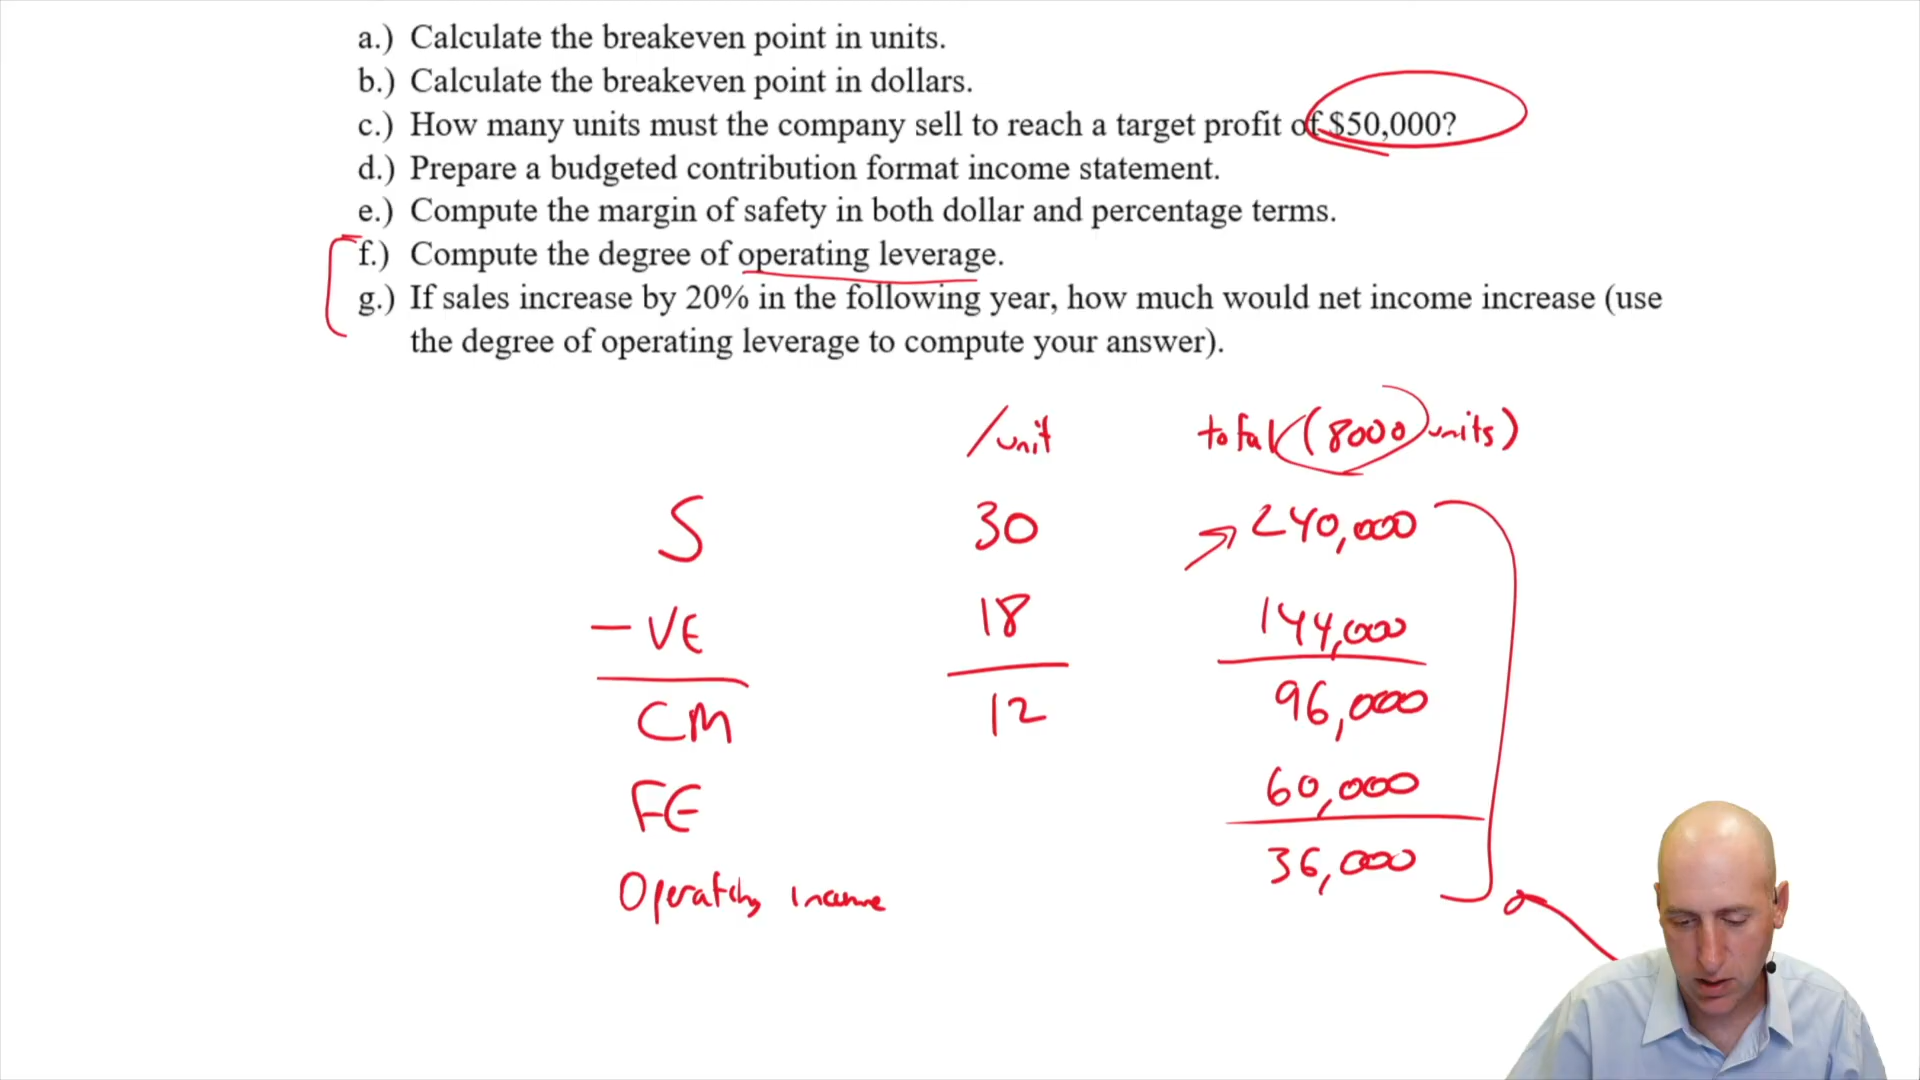 a.) Calculate the breakeven point in units.
b.) Calculate the breakeven point in dollars.
c.) How many units must the company sell to reach a target profit of $50,000?
d.) Prepare a budgeted contribution format income statement.
e.) Compute the margin of safety in both dollar and percentage terms.
f.) Compute the degree of operating leverage.
g.) If sales increase by 20% in the following year, how much would net income increase (use
the degree of operating leverage to compute your answer).
/unit total (8000 units)
S 30 240,000
- VE 18 144,000
CM 12 96,000
FE 60,000
Operating income 36,000